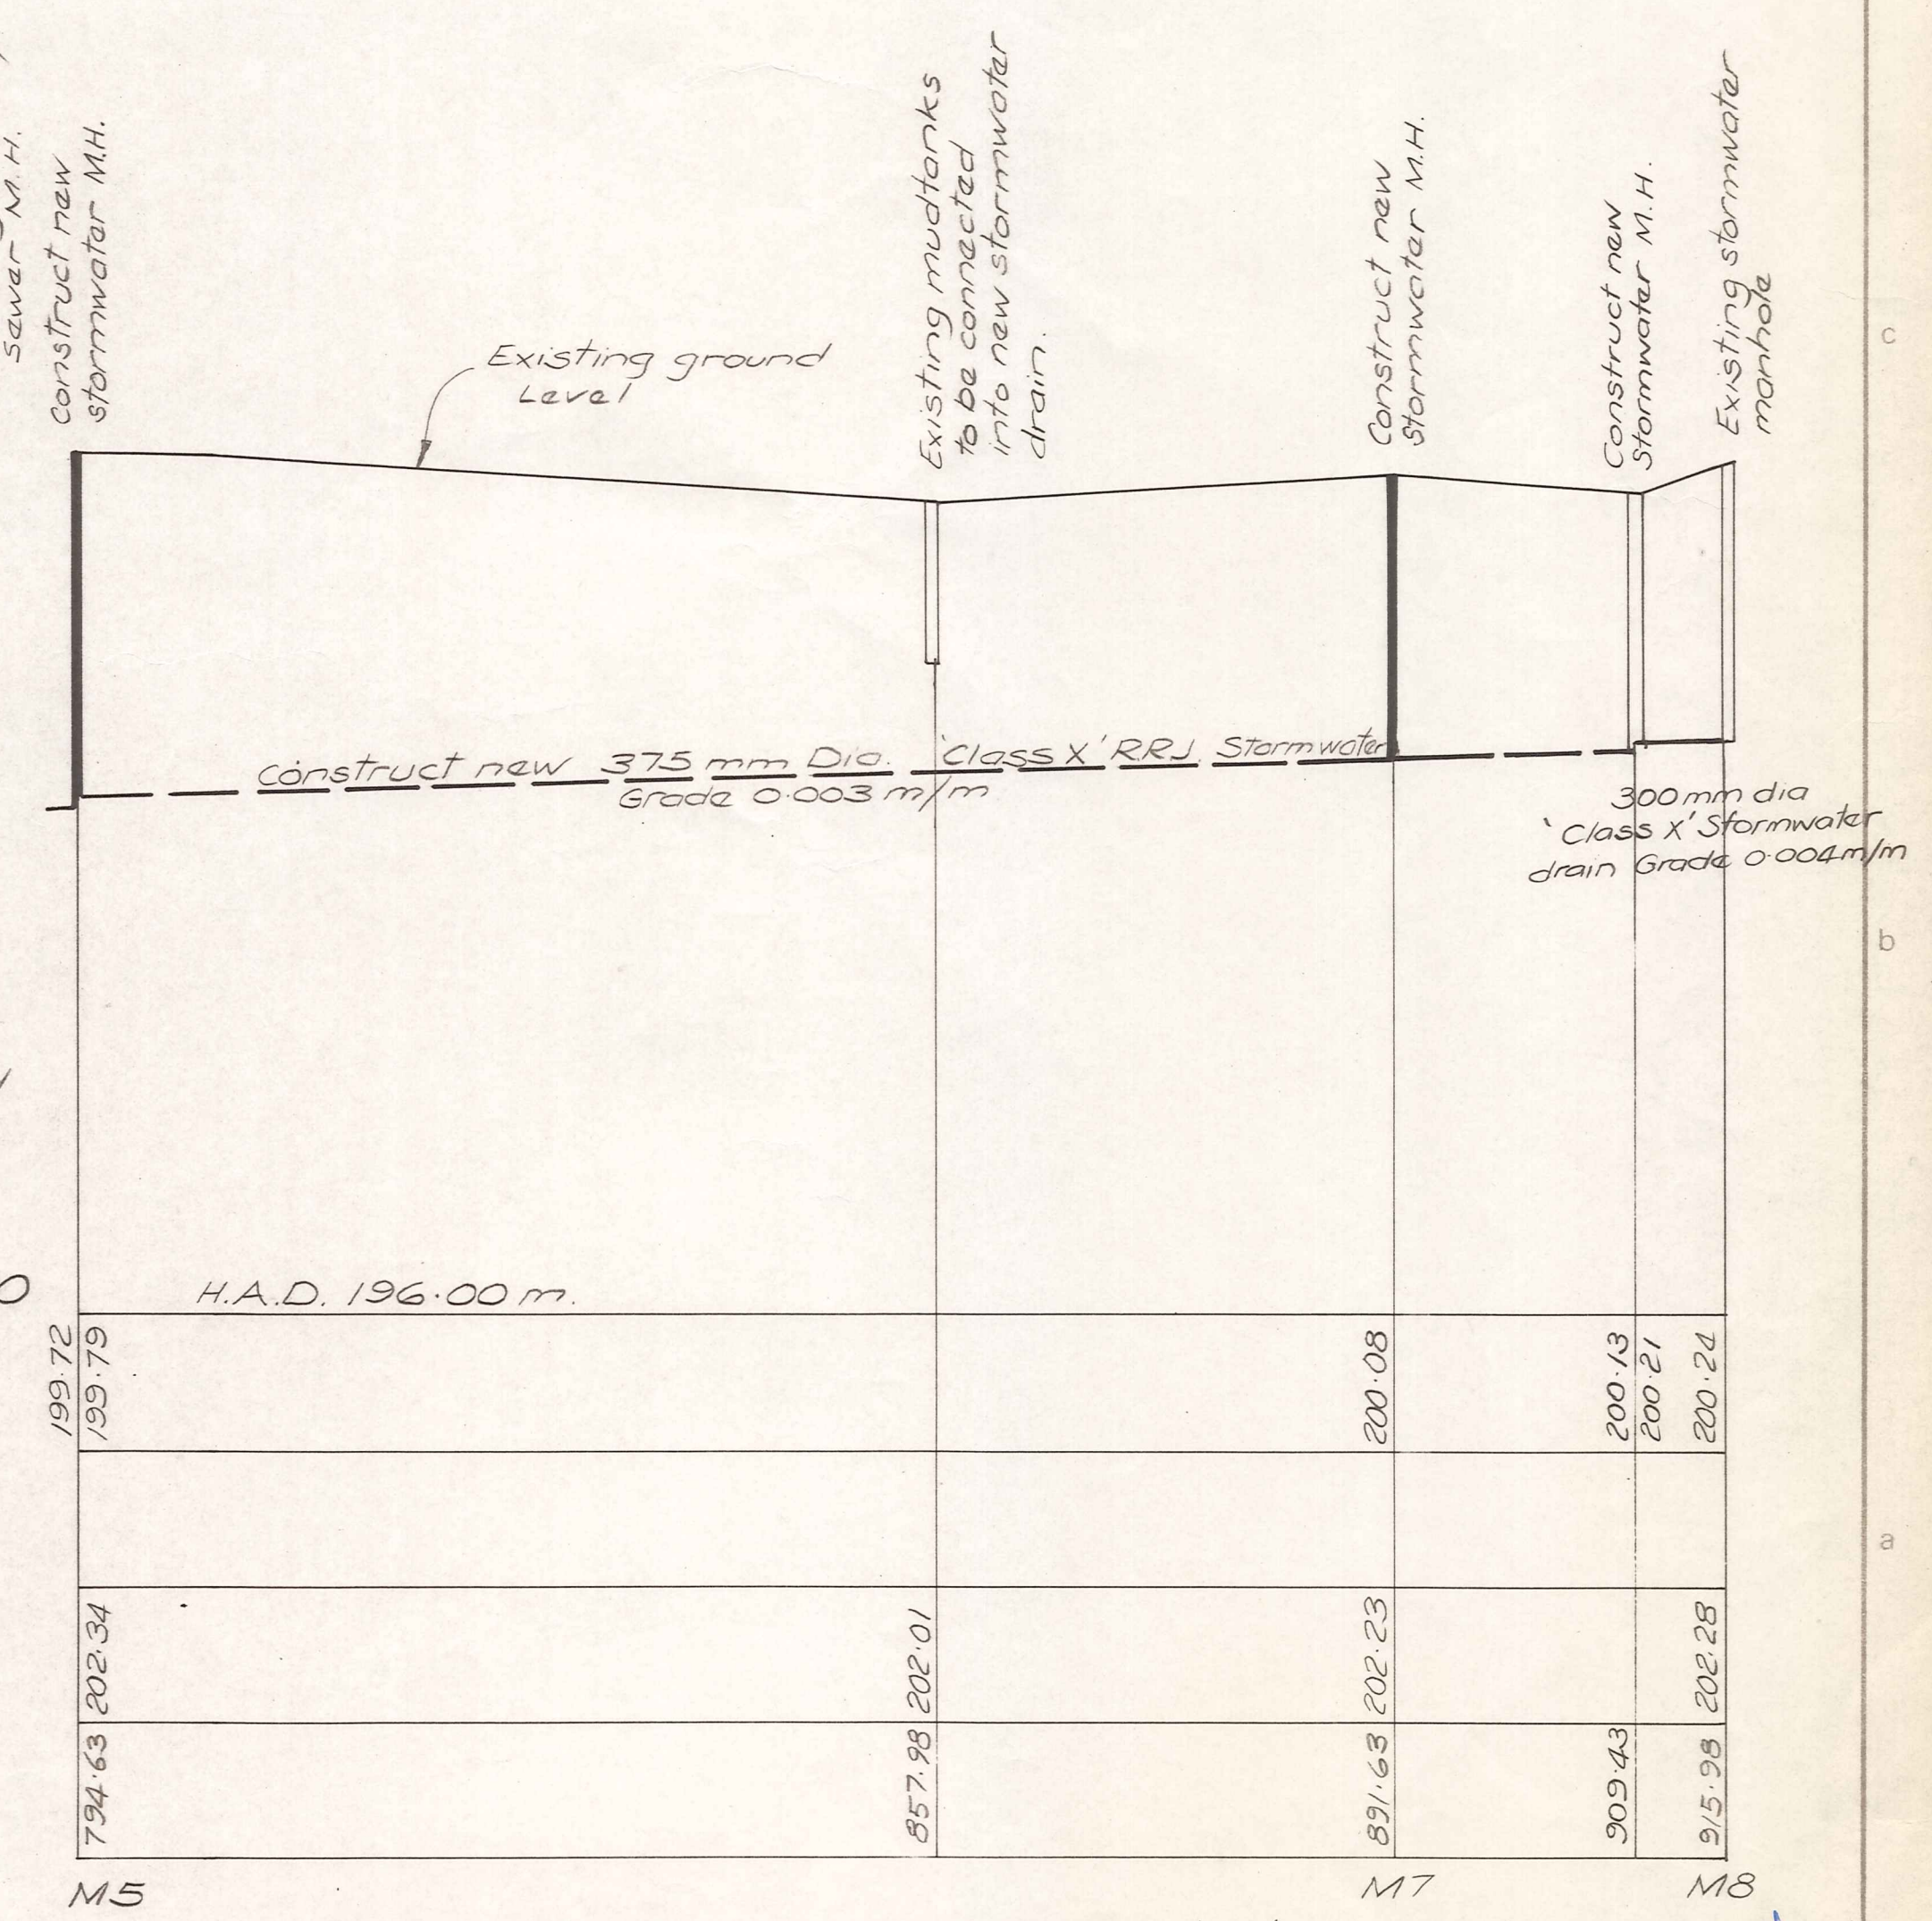 sewer M.H.
Construct new
stormwater M.H.
Existing ground
Level
Existing mudtanks
to be connected
into new stormwater
drain.
Construct new
Stormwater M.H.
Construct new
Stormwater M.H.
Existing stormwater
manhole
construct new 375 mm Dia. 'Class X' R.R.J. Stormwater
Grade 0.003 m/m
300mm dia
'Class X' Stormwater
drain Grade 0.004m/m
c
b
a
H.A.D. 196.00 m.
199.72
199.79
200.08
200.13
200.21
200.24
202.34
202.01
202.23
202.28
794.63
857.98
891.63
909.43
915.98
M5
M7
M8